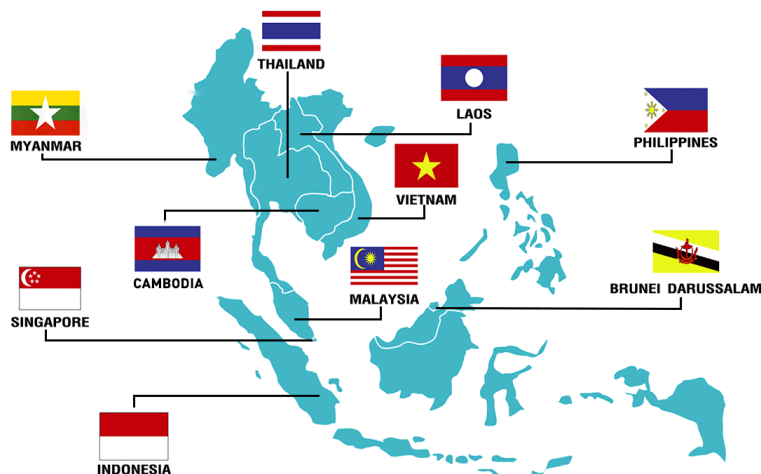 THAILAND
LAOS
MYANMAR
PHILIPPINES
VIETNAM
CAMBODIA
BRUNEI DARUSSALAM
MALAYSIA
SINGAPORE
INDONESIA